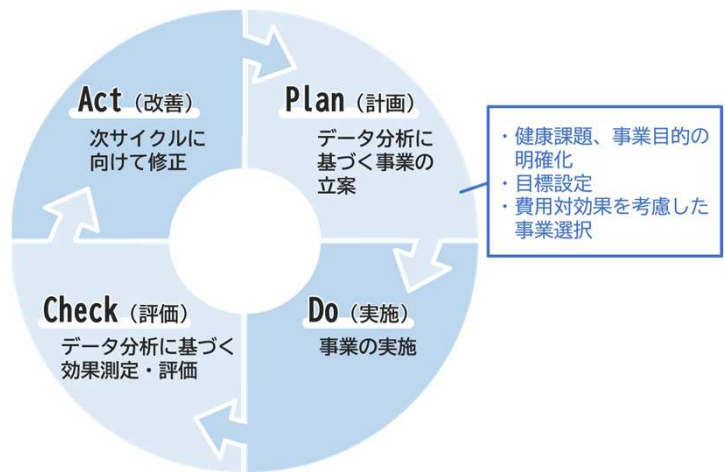 Act（改善）
次サイクルに
向けて修正
Plan（計画）
データ分析に
基づく事業の
立案
・健康課題、事業目的の
明確化
・目標設定
・費用対効果を考慮した
事業選択
Check（評価）
データ分析に基づく
効果測定・評価
Do（実施）
事業の実施